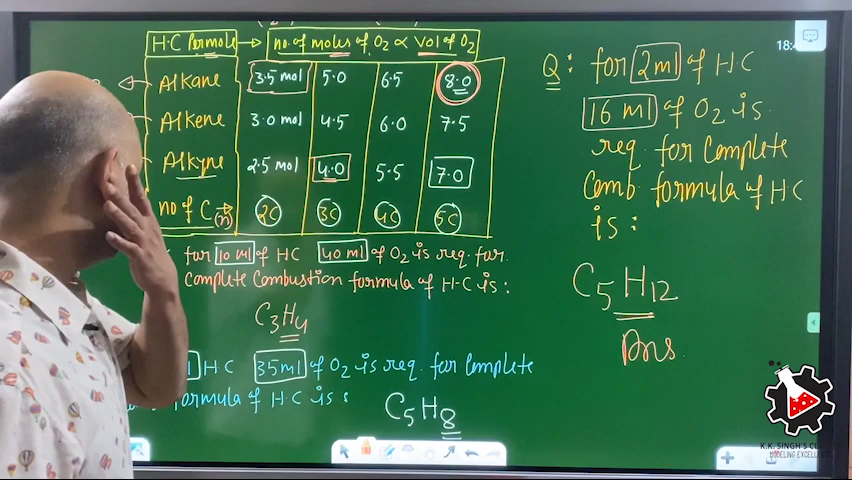 H.C Permole → no. of moles of O2 ∝ Vol of O2
Alkane 3.5 mol 5.0 6.5 8.0
Alkene 3.0 mol 4.5 6.0 7.5
Alkyne 2.5 mol 4.0 5.5 7.0
no of C (n) → 2C 3C 4C 5C
for 10 ml of HC 40 ml of O2 is req. for
Complete Combustion formula of H.C is:
C3H4
HC 35 ml of O2 is req. for Complete
formula of H.C is:
C5H8
Q: for 2 ml of H.C
16 ml of O2 is
req. for Complete
Comb. formula of H.C
is:
C5H12
Ans.
K.K. SINGH'S